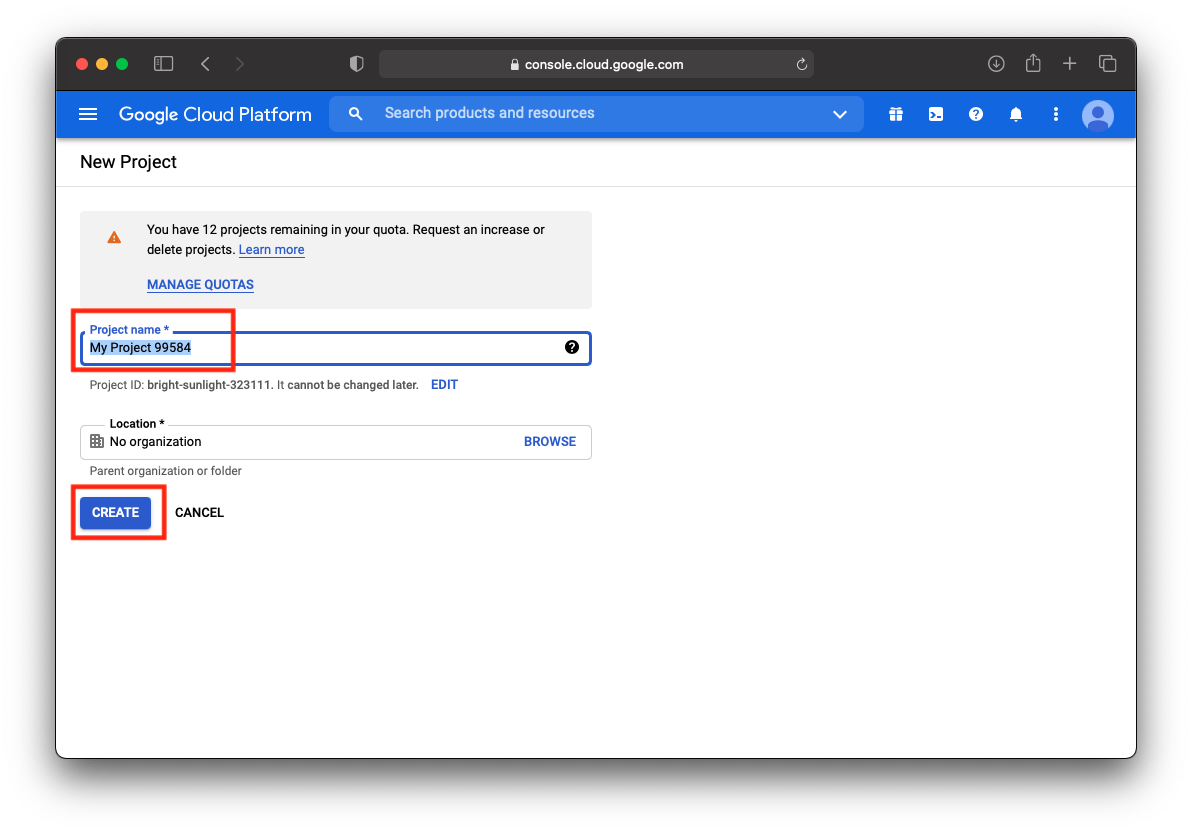 console.cloud.google.com
Google Cloud Platform
Search products and resources
New Project
You have 12 projects remaining in your quota. Request an increase or
delete projects. Learn more
MANAGE QUOTAS
Project name *
My Project 99584
Project ID: bright-sunlight-323111. It cannot be changed later. EDIT
Location *
No organization BROWSE
Parent organization or folder
CREATE CANCEL